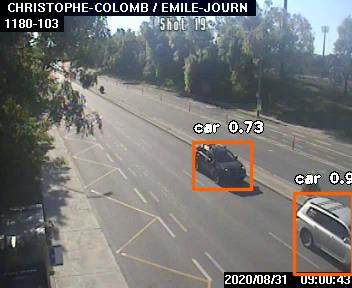 CHRISTOPHE-COLOMB / EMILE-JOURN
1180-103
Shot 19
car 0.73
car 0.9
2020/08/31 09:00:43